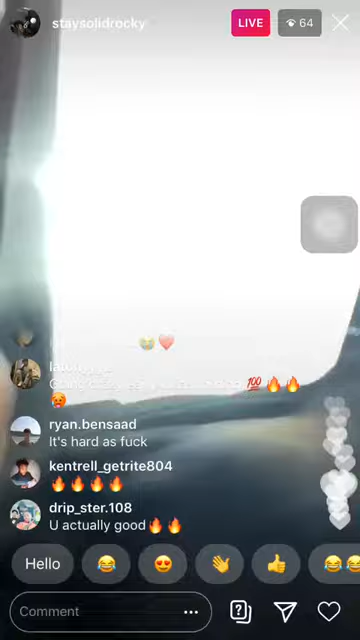 staysolidrocky
LIVE
64
😭❤️
💯🔥🔥
🥵
ryan.bensaad
It's hard as fuck
kentrell_getrite804
🔥🔥🔥🔥
drip_ster.108
U actually good🔥🔥
Hello 😂 😍 👋 👍 😂😂
Comment